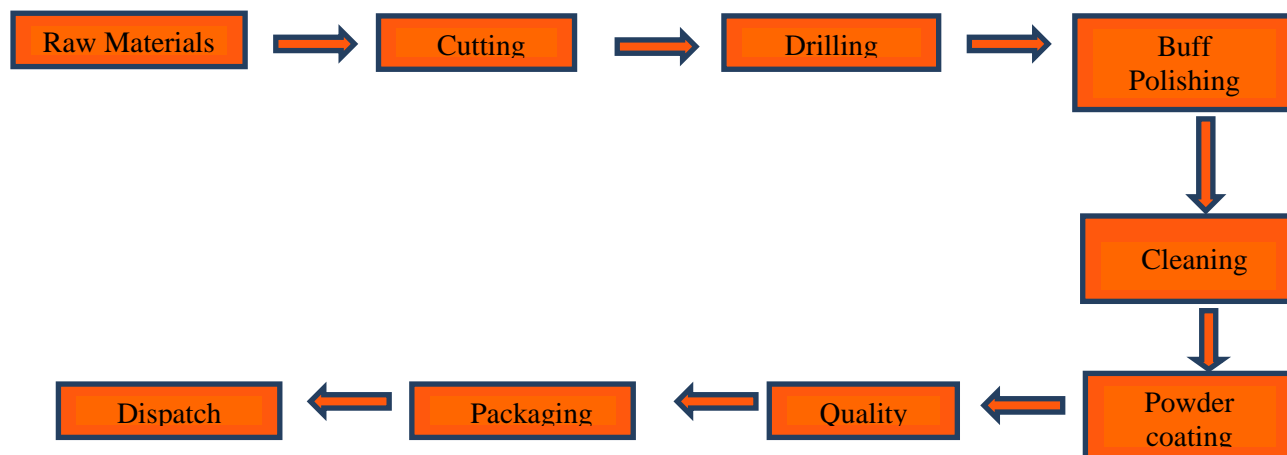 Raw Materials
Cutting
Drilling
Buff
Polishing
Cleaning
Powder
coating
Quality
Packaging
Dispatch